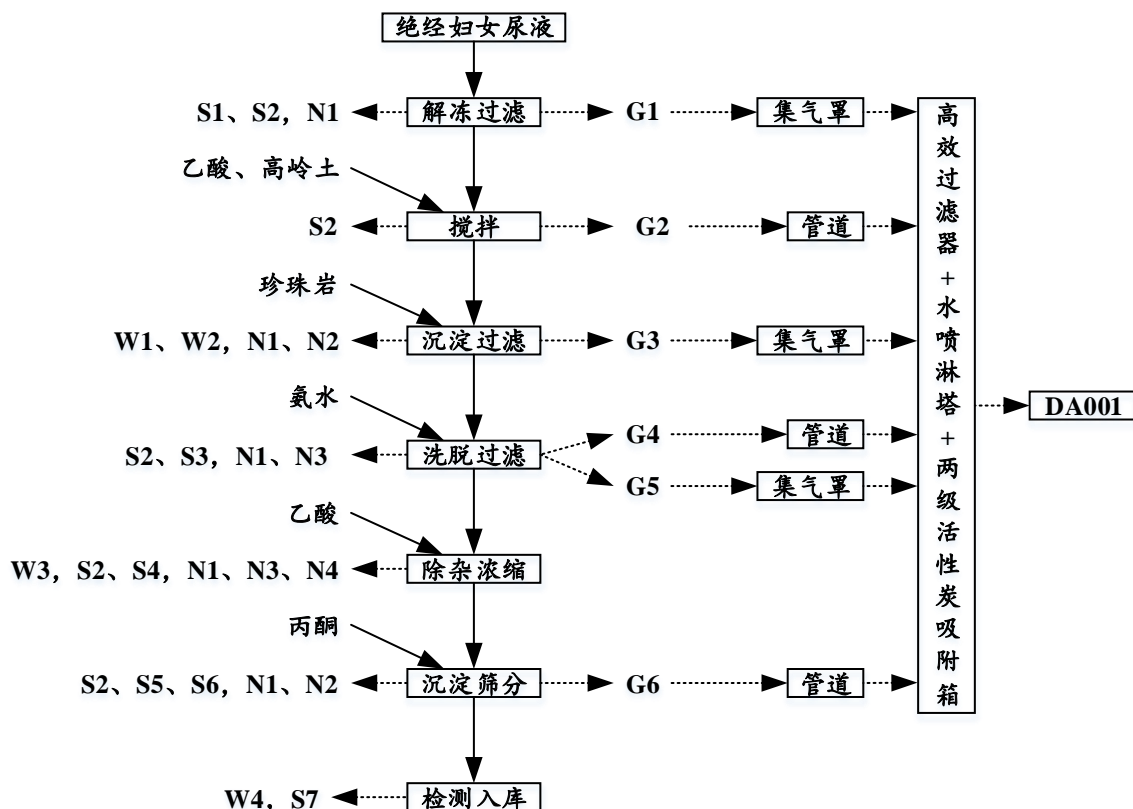 绝经妇女尿液
S1、S2，N1
解冻过滤
G1
集气罩
乙酸、高岭土
S2
搅拌
G2
管道
珍珠岩
W1、W2，N1、N2
沉淀过滤
G3
集气罩
氨水
S2、S3，N1、N3
洗脱过滤
G4
管道
G5
集气罩
乙酸
W3，S2、S4，N1、N3、N4
除杂浓缩
丙酮
S2、S5、S6，N1、N2
沉淀筛分
G6
管道
W4，S7
检测入库
高效过滤器+水喷淋塔+两级活性炭吸附箱
DA001